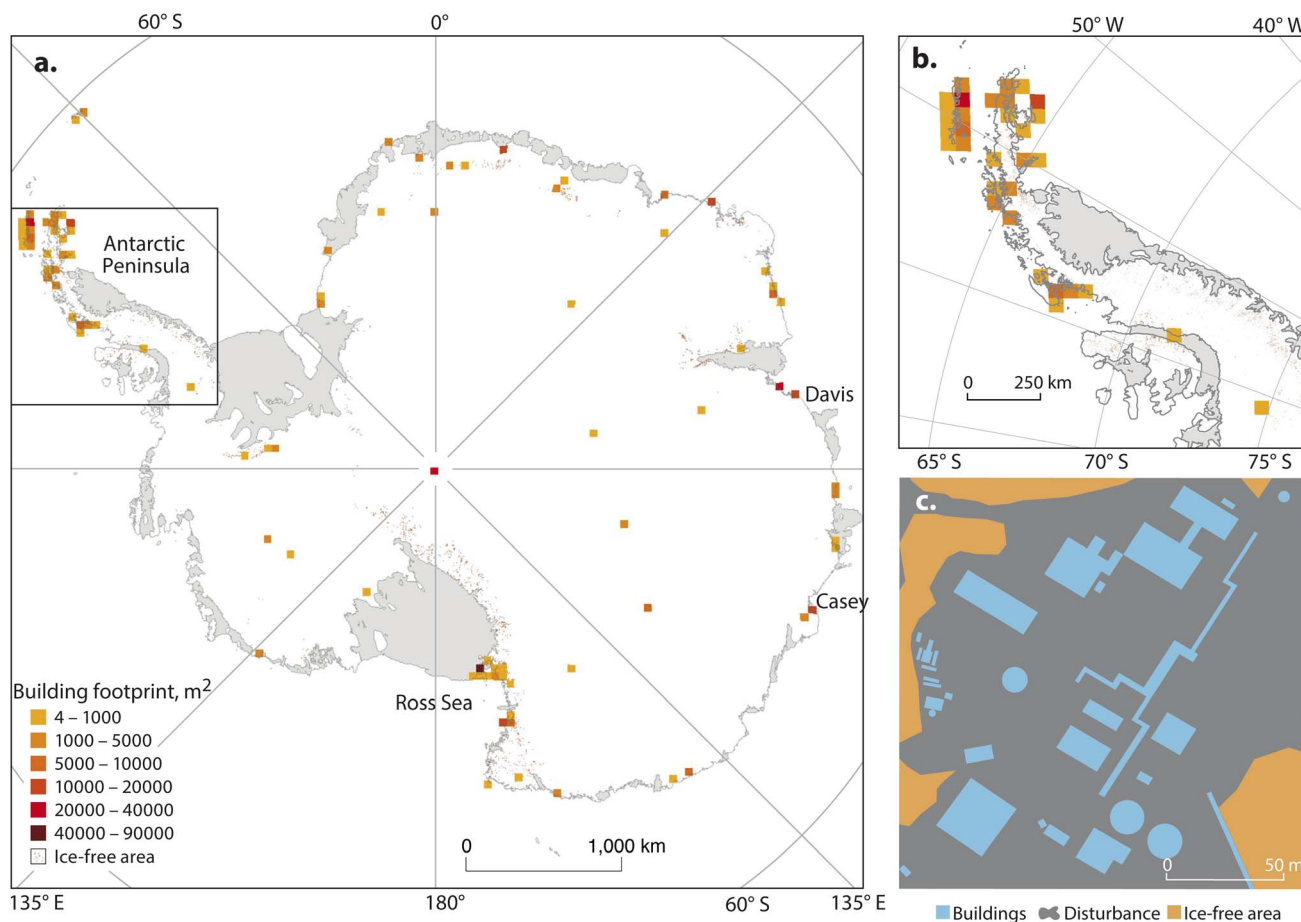 60° S
0°
50° W
40° W
a.
b.
Antarctic
Peninsula
Davis
0
250 km
65° S
70° S
75° S
c.
Casey
Ross Sea
Building footprint, m²
4 – 1000
1000 – 5000
5000 – 10000
10000 – 20000
20000 – 40000
40000 – 90000
Ice-free area
0
1,000 km
0
50 m
135° E
180°
60° S
135° E
Buildings
Disturbance
Ice-free area